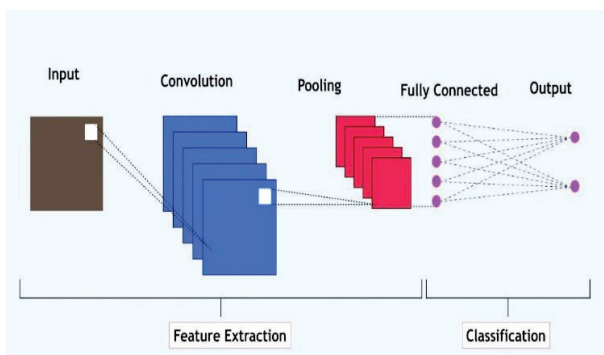 Input
Convolution
Pooling
Fully Connected
Output
Feature Extraction
Classification